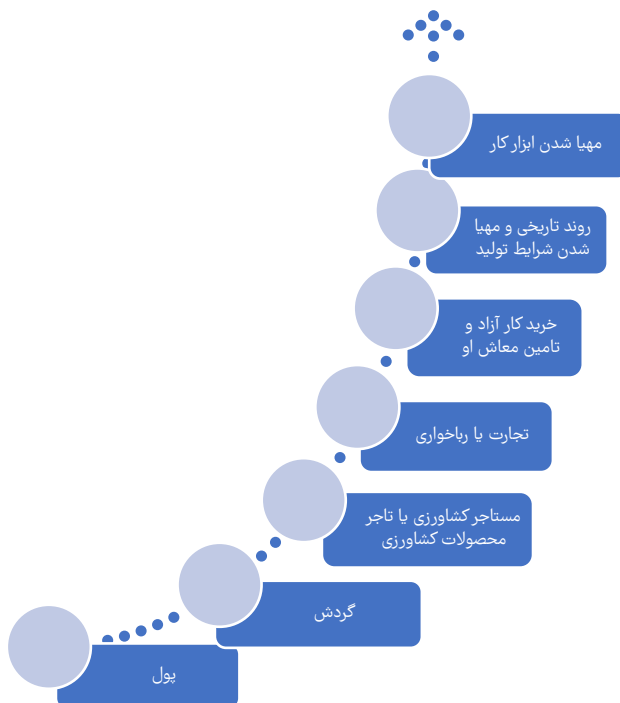 مهیا شدن ابزار کار
روند تاریخی و مهیا
شدن شرایط تولید
خرید کار آزاد و
تامین معاش او
تجارت یا رباخواری
مستاجر کشاورزی یا تاجر
محصولات کشاورزی
گردش
پول